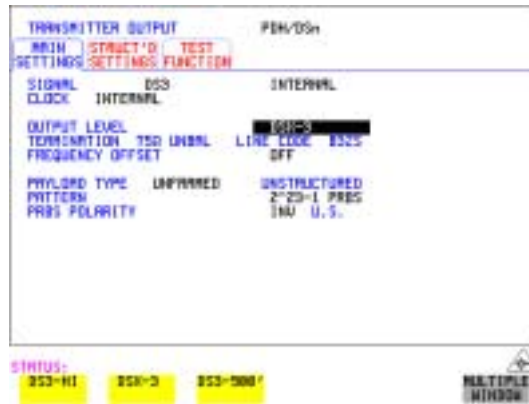 TRANSMITTER OUTPUT PDH/DSn
MAIN SETTINGS STRUCT'D SETTINGS TEST FUNCTION
SIGNAL DS3 INTERNAL
CLOCK INTERNAL
OUTPUT LEVEL DSX-3
TERMINATION 75Ω UNBAL LINE CODE B3ZS
FREQUENCY OFFSET OFF
PAYLOAD TYPE UNFRAMED UNSTRUCTURED
PATTERN 2^23-1 PRBS
PRBS POLARITY INV U.S.
STATUS:
DS3-HI DSX-3 DS3-900' MULTIPLE WINDOW